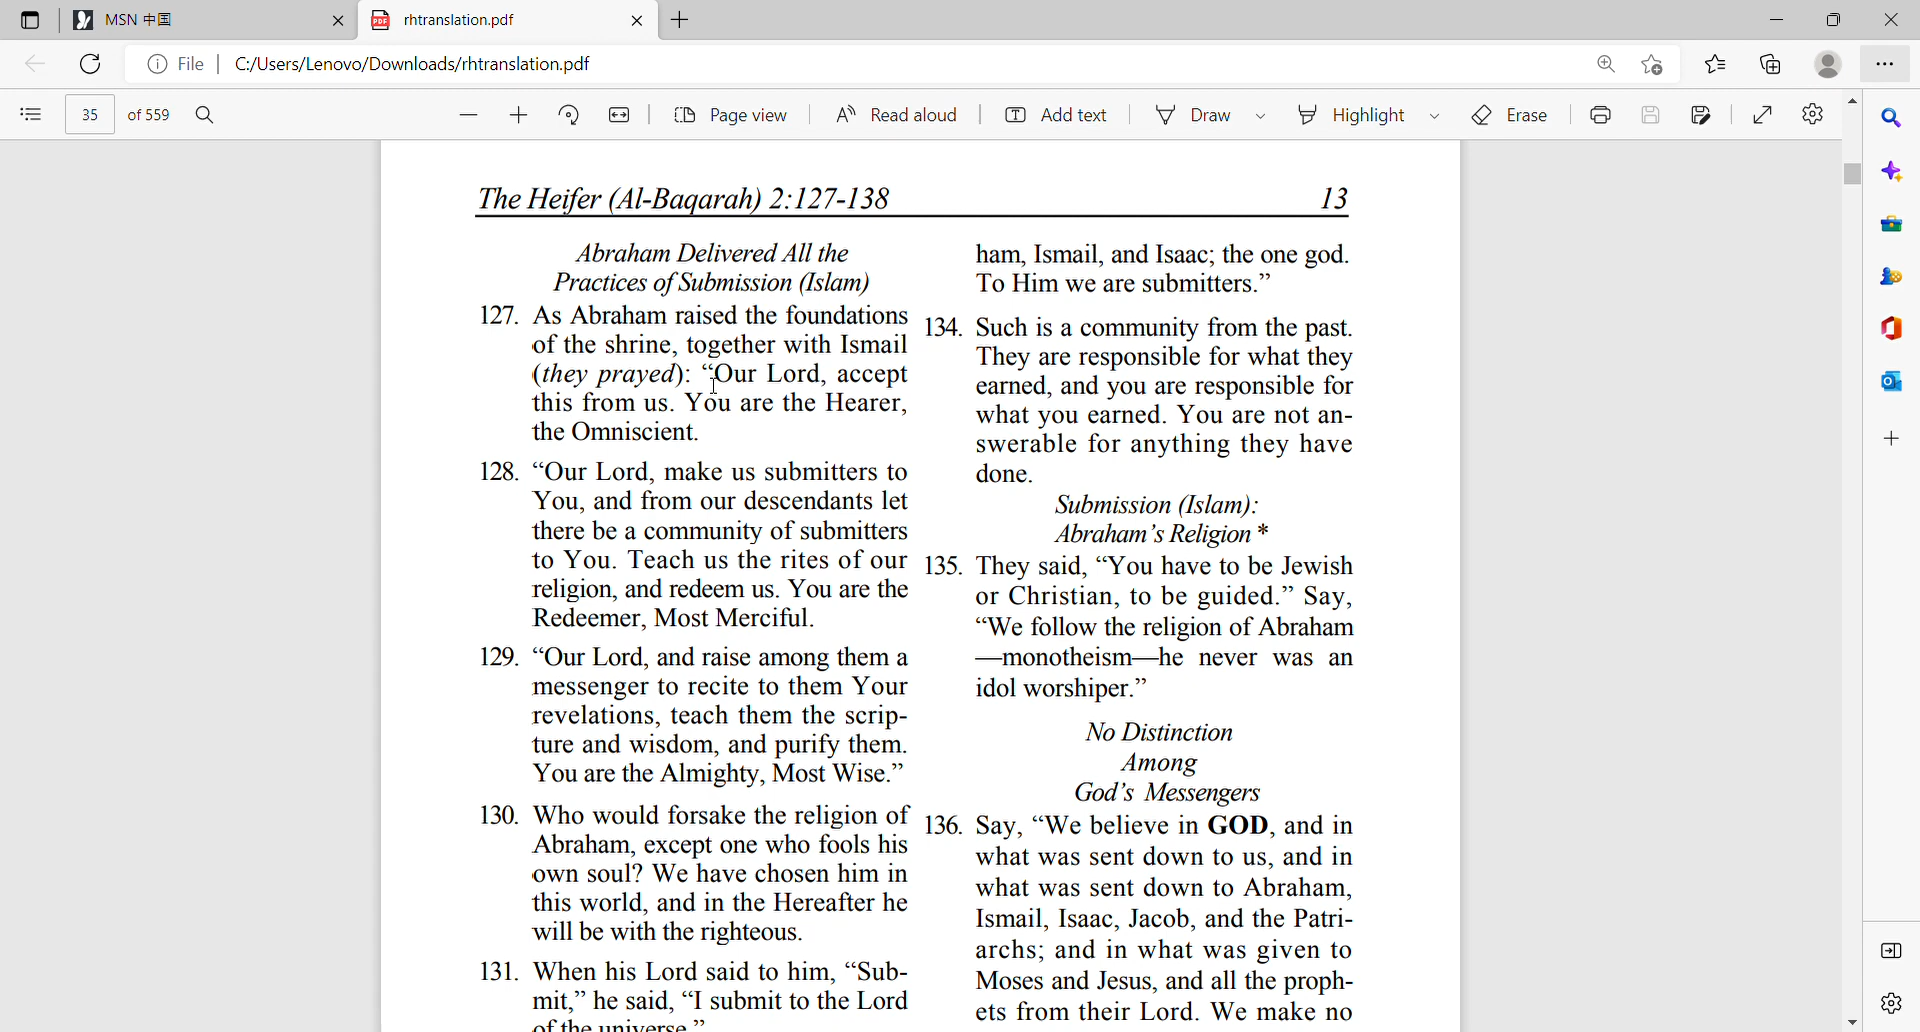 MSN 中国
rhtranslation.pdf
File
C:/Users/Lenovo/Downloads/rhtranslation.pdf
35 of 559
Page view
Read aloud
Add text
Draw
Highlight
Erase
The Heifer (Al-Baqarah) 2:127-138 13
Abraham Delivered All the
Practices of Submission (Islam)
127. As Abraham raised the foundations
of the shrine, together with Ismail
(they prayed): “Our Lord, accept
this from us. You are the Hearer,
the Omniscient.
128. “Our Lord, make us submitters to
You, and from our descendants let
there be a community of submitters
to You. Teach us the rites of our
religion, and redeem us. You are the
Redeemer, Most Merciful.
129. “Our Lord, and raise among them a
messenger to recite to them Your
revelations, teach them the scrip-
ture and wisdom, and purify them.
You are the Almighty, Most Wise.”
130. Who would forsake the religion of
Abraham, except one who fools his
own soul? We have chosen him in
this world, and in the Hereafter he
will be with the righteous.
131. When his Lord said to him, “Sub-
mit,” he said, “I submit to the Lord
of the universe.”
ham, Ismail, and Isaac; the one god.
To Him we are submitters.”
134. Such is a community from the past.
They are responsible for what they
earned, and you are responsible for
what you earned. You are not an-
swerable for anything they have
done.
Submission (Islam):
Abraham’s Religion *
135. They said, “You have to be Jewish
or Christian, to be guided.” Say,
“We follow the religion of Abraham
—monotheism—he never was an
idol worshiper.”
No Distinction
Among
God’s Messengers
136. Say, “We believe in GOD, and in
what was sent down to us, and in
what was sent down to Abraham,
Ismail, Isaac, Jacob, and the Patri-
archs; and in what was given to
Moses and Jesus, and all the proph-
ets from their Lord. We make no